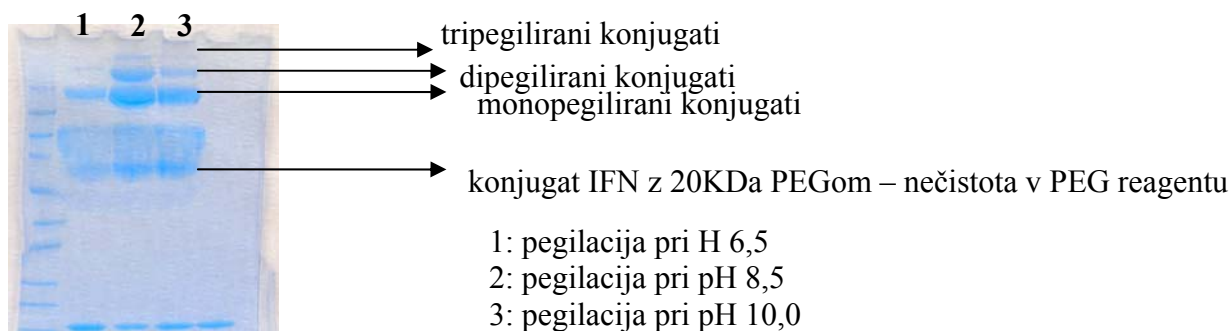 1 2 3
tripegilirani konjugati
dipegilirani konjugati
monopegilirani konjugati
konjugat IFN z 20KDa PEGom – nečistota v PEG reagentu
1: pegilacija pri H 6,5
2: pegilacija pri pH 8,5
3: pegilacija pri pH 10,0